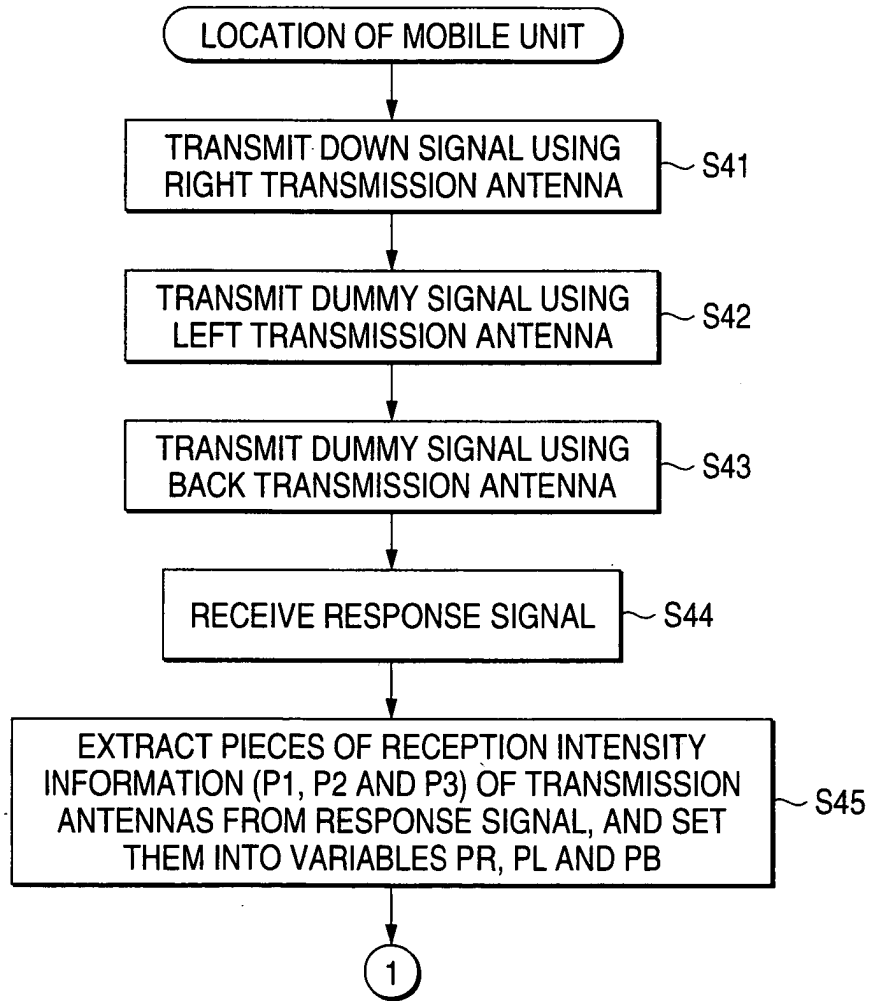 LOCATION OF MOBILE UNIT
TRANSMIT DOWN SIGNAL USING
RIGHT TRANSMISSION ANTENNA
S41
TRANSMIT DUMMY SIGNAL USING
LEFT TRANSMISSION ANTENNA
S42
TRANSMIT DUMMY SIGNAL USING
BACK TRANSMISSION ANTENNA
S43
RECEIVE RESPONSE SIGNAL
S44
EXTRACT PIECES OF RECEPTION INTENSITY
INFORMATION (P1, P2 AND P3) OF TRANSMISSION
ANTENNAS FROM RESPONSE SIGNAL, AND SET
THEM INTO VARIABLES PR, PL AND PB
S45
1